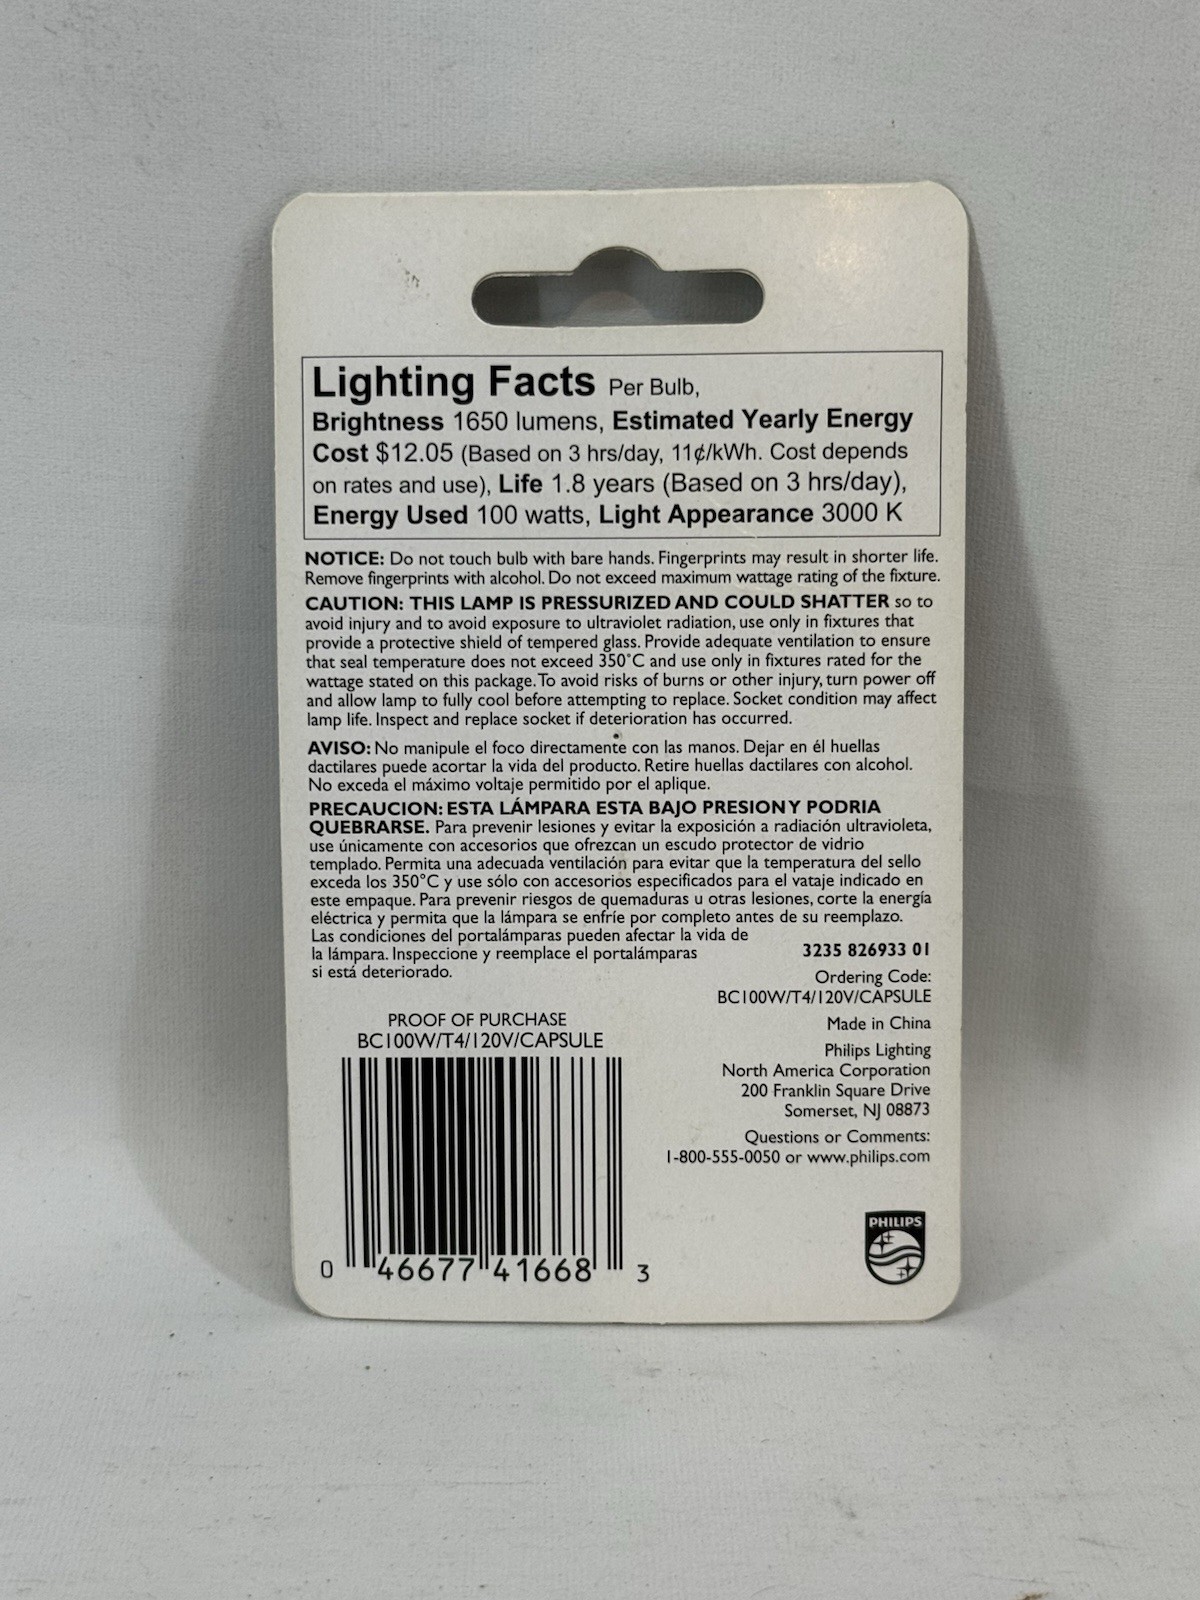 Lighting Facts Per Bulb,
Brightness 1650 lumens, Estimated Yearly Energy
Cost $12.05 (Based on 3 hrs/day, 11¢/kWh. Cost depends
on rates and use), Life 1.8 years (Based on 3 hrs/day),
Energy Used 100 watts, Light Appearance 3000 K
NOTICE: Do not touch bulb with bare hands. Fingerprints may result in shorter life.
Remove fingerprints with alcohol. Do not exceed maximum wattage rating of the fixture.
CAUTION: THIS LAMP IS PRESSURIZED AND COULD SHATTER so to
avoid injury and to avoid exposure to ultraviolet radiation, use only in fixtures that
provide a protective shield of tempered glass. Provide adequate ventilation to ensure
that seal temperature does not exceed 350°C and use only in fixtures rated for the
wattage stated on this package. To avoid risks of burns or other injury, turn power off
and allow lamp to fully cool before attempting to replace. Socket condition may affect
lamp life. Inspect and replace socket if deterioration has occurred.
AVISO: No manipule el foco directamente con las manos. Dejar en él huellas
dactilares puede acortar la vida del producto. Retire huellas dactilares con alcohol.
No exceda el máximo voltaje permitido por el aplique.
PRECAUCION: ESTA LÁMPARA ESTA BAJO PRESION Y PODRIA
QUEBRARSE. Para prevenir lesiones y evitar la exposición a radiación ultravioleta,
use únicamente con accesorios que ofrezcan un escudo protector de vidrio
templado. Permita una adecuada ventilación para evitar que la temperatura del sello
exceda los 350°C y use sólo con accesorios especificados para el vataje indicado en
este empaque. Para prevenir riesgos de quemaduras u otras lesiones, corte la energía
eléctrica y permita que la lámpara se enfríe por completo antes de su reemplazo.
Las condiciones del portalámparas pueden afectar la vida de
la lámpara. Inspeccione y reemplace el portalámparas
si está deteriorado.
3235 826933 01
Ordering Code:
BC100W/T4/120V/CAPSULE
Made in China
Philips Lighting
North America Corporation
200 Franklin Square Drive
Somerset, NJ 08873
Questions or Comments:
1-800-555-0050 or www.philips.com
PROOF OF PURCHASE
BC100W/T4/120V/CAPSULE
0 46677 41668 3
PHILIPS